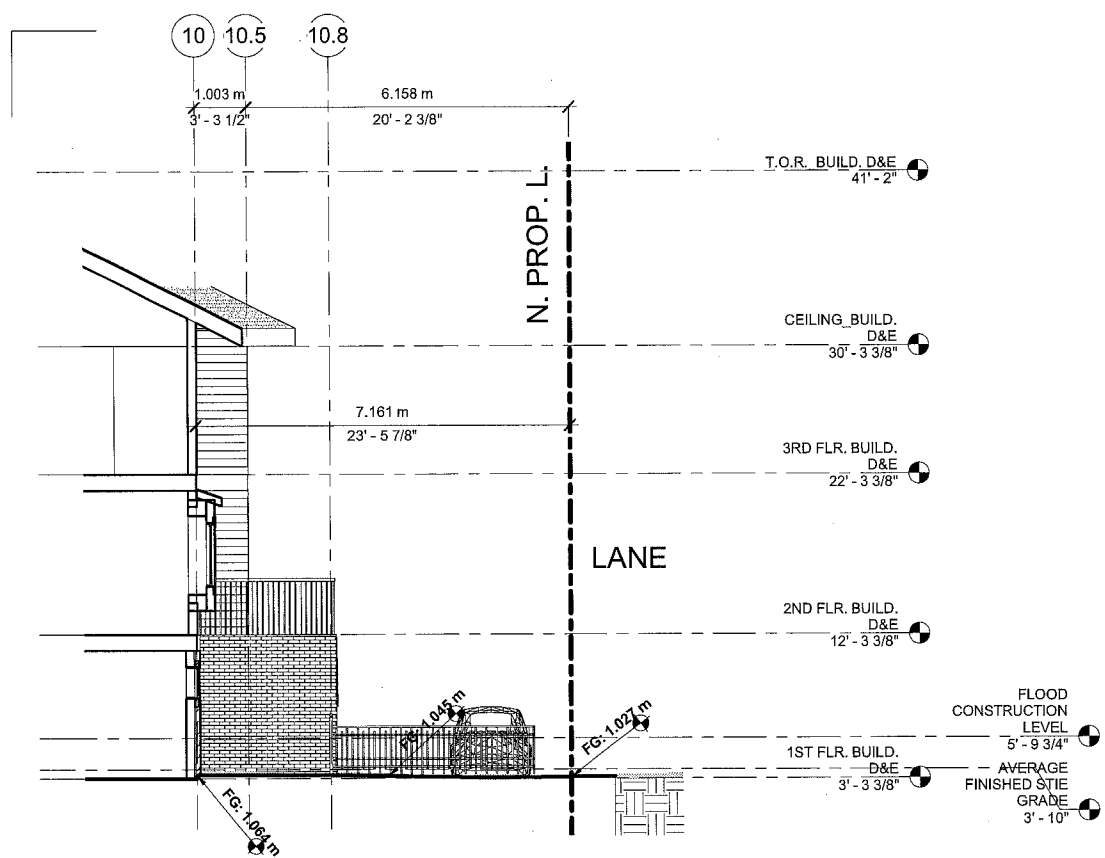 10 10.5 10.8
1.003 m
3' - 3 1/2"
6.158 m
20' - 2 3/8"
T.O.R. BUILD. D&E
41' - 2"
N. PROP. L.
CEILING BUILD.
D&E
30' - 3 3/8"
7.161 m
23' - 5 7/8"
3RD FLR. BUILD.
D&E
22' - 3 3/8"
LANE
2ND FLR. BUILD.
D&E
12' - 3 3/8"
FG: 1.045 m
FG: 1.027 m
FLOOD
CONSTRUCTION
LEVEL
5' - 9 3/4"
1ST FLR. BUILD.
D&E
3' - 3 3/8"
AVERAGE
FINISHED STIE
GRADE
3' - 10"
FG: 1.064 m